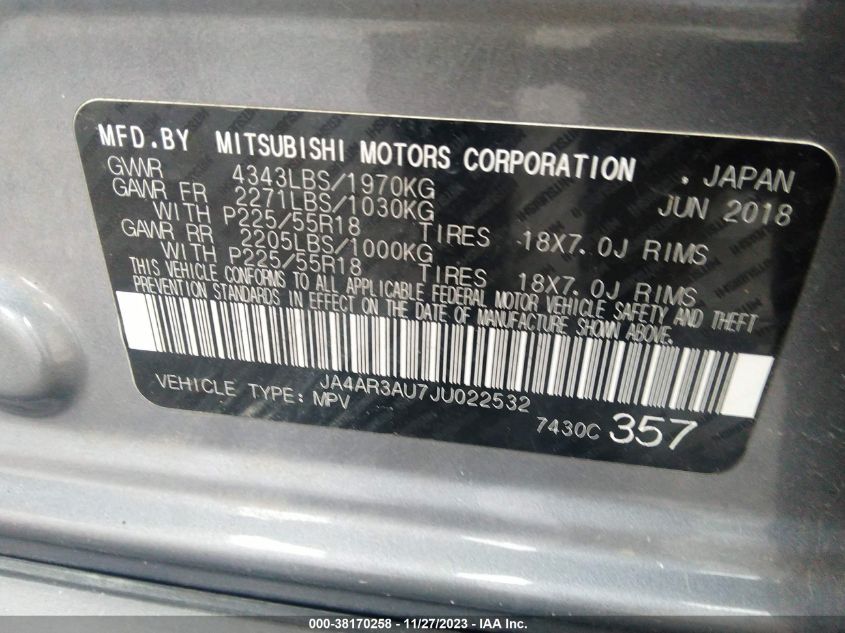 MFD.BY MITSUBISHI MOTORS CORPORATION . JAPAN
GVWR 4343LBS/1970KG JUN 2018
GAWR FR 2271LBS/1030KG
WITH P225/55R18 TIRES 18X7.0J RIMS
GAWR RR 2205LBS/1000KG
WITH P225/55R18 TIRES 18X7.0J RIMS
THIS VEHICLE CONFORMS TO ALL APPLICABLE FEDERAL MOTOR VEHICLE SAFETY AND THEFT
PREVENTION STANDARDS IN EFFECT ON THE DATE OF MANUFACTURE SHOWN ABOVE.
JA4AR3AU7JU022532
VEHICLE TYPE: MPV
7430C 357
000-38170258 - 11/27/2023 - IAA Inc.